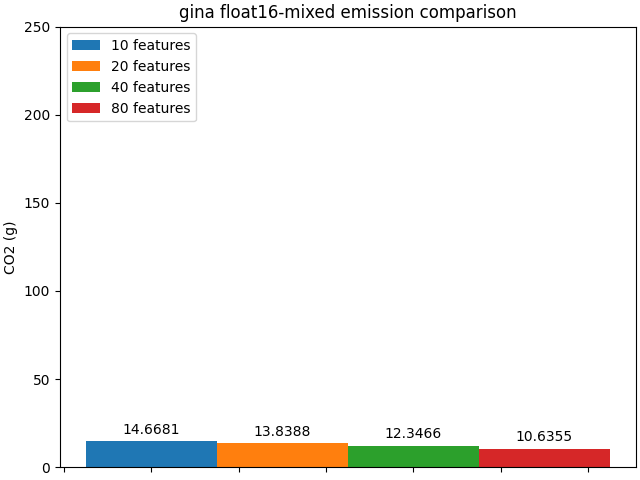 gina float16-mixed emission comparison
10 features
20 features
40 features
80 features
250
200
150
100
50
0
CO2 (g)
14.6681
13.8388
12.3466
10.6355